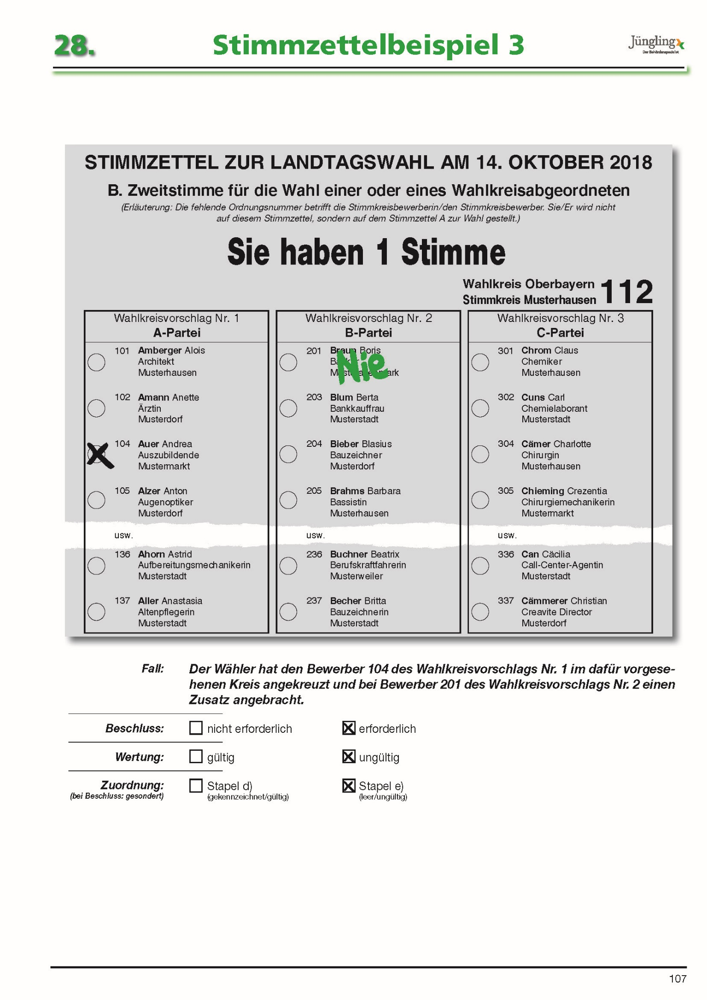 28.
Stimmzettelbeispiel 3
Jüngling
Der Behördenspezialist
STIMMZETTEL ZUR LANDTAGSWAHL AM 14. OKTOBER 2018
B. Zweitstimme für die Wahl einer oder eines Wahlkreisabgeordneten
(Erläuterung: Die fehlende Ordnungsnummer betrifft die Stimmkreisbewerberin/den Stimmkreisbewerber. Sie/Er wird nicht
auf diesem Stimmzettel, sondern auf dem Stimmzettel A zur Wahl gestellt.)
Sie haben 1 Stimme
Wahlkreis Oberbayern
Stimmkreis Musterhausen
112
Wahlkreisvorschlag Nr. 1
A-Partei
101 Amberger Alois
Architekt
Musterhausen
102 Amann Anette
Ärztin
Musterdorf
104 Auer Andrea
Auszubildende
Mustermarkt
105 Alzer Anton
Augenoptiker
Musterdorf
usw.
136 Ahorn Astrid
Aufbereitungsmechanikerin
Musterstadt
137 Aller Anastasia
Altenpflegerin
Musterstadt
Wahlkreisvorschlag Nr. 2
B-Partei
201 Braun Boris
Nie
203 Blum Berta
Bankkauffrau
Musterstadt
204 Bieber Blasius
Bauzeichner
Musterdorf
205 Brahms Barbara
Bassistin
Musterhausen
usw.
236 Buchner Beatrix
Berufskraftfahrerin
Musterweiler
237 Becher Britta
Bauzeichnerin
Musterstadt
Wahlkreisvorschlag Nr. 3
C-Partei
301 Chrom Claus
Chemiker
Musterhausen
302 Cuns Carl
Chemielaborant
Musterstadt
304 Cämer Charlotte
Chirurgin
Musterhausen
305 Chieming Crezentia
Chirurgiemechanikerin
Mustermarkt
usw.
336 Can Cäcilia
Call-Center-Agentin
Musterstadt
337 Cämmerer Christian
Creavite Director
Musterdorf
Fall: Der Wähler hat den Bewerber 104 des Wahlkreisvorschlags Nr. 1 im dafür vorgese-
henen Kreis angekreuzt und bei Bewerber 201 des Wahlkreisvorschlags Nr. 2 einen
Zusatz angebracht.
Beschluss: nicht erforderlich erforderlich
Wertung: gültig ungültig
Zuordnung: Stapel d) Stapel e)
(bei Beschluss: gesondert) (gekennzeichnet/gültig) (leer/ungültig)
107